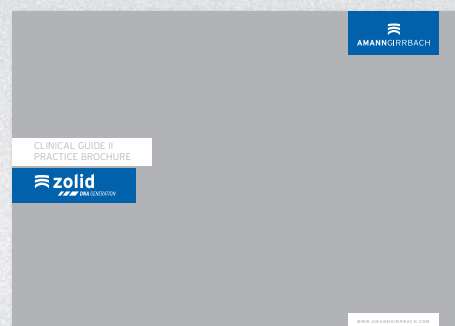 AMANNGIRRBACH
CLINICAL GUIDE II
PRACTICE BROCHURE
zolid
DNA GENERATION
WWW.AMANNGIRRBACH.COM